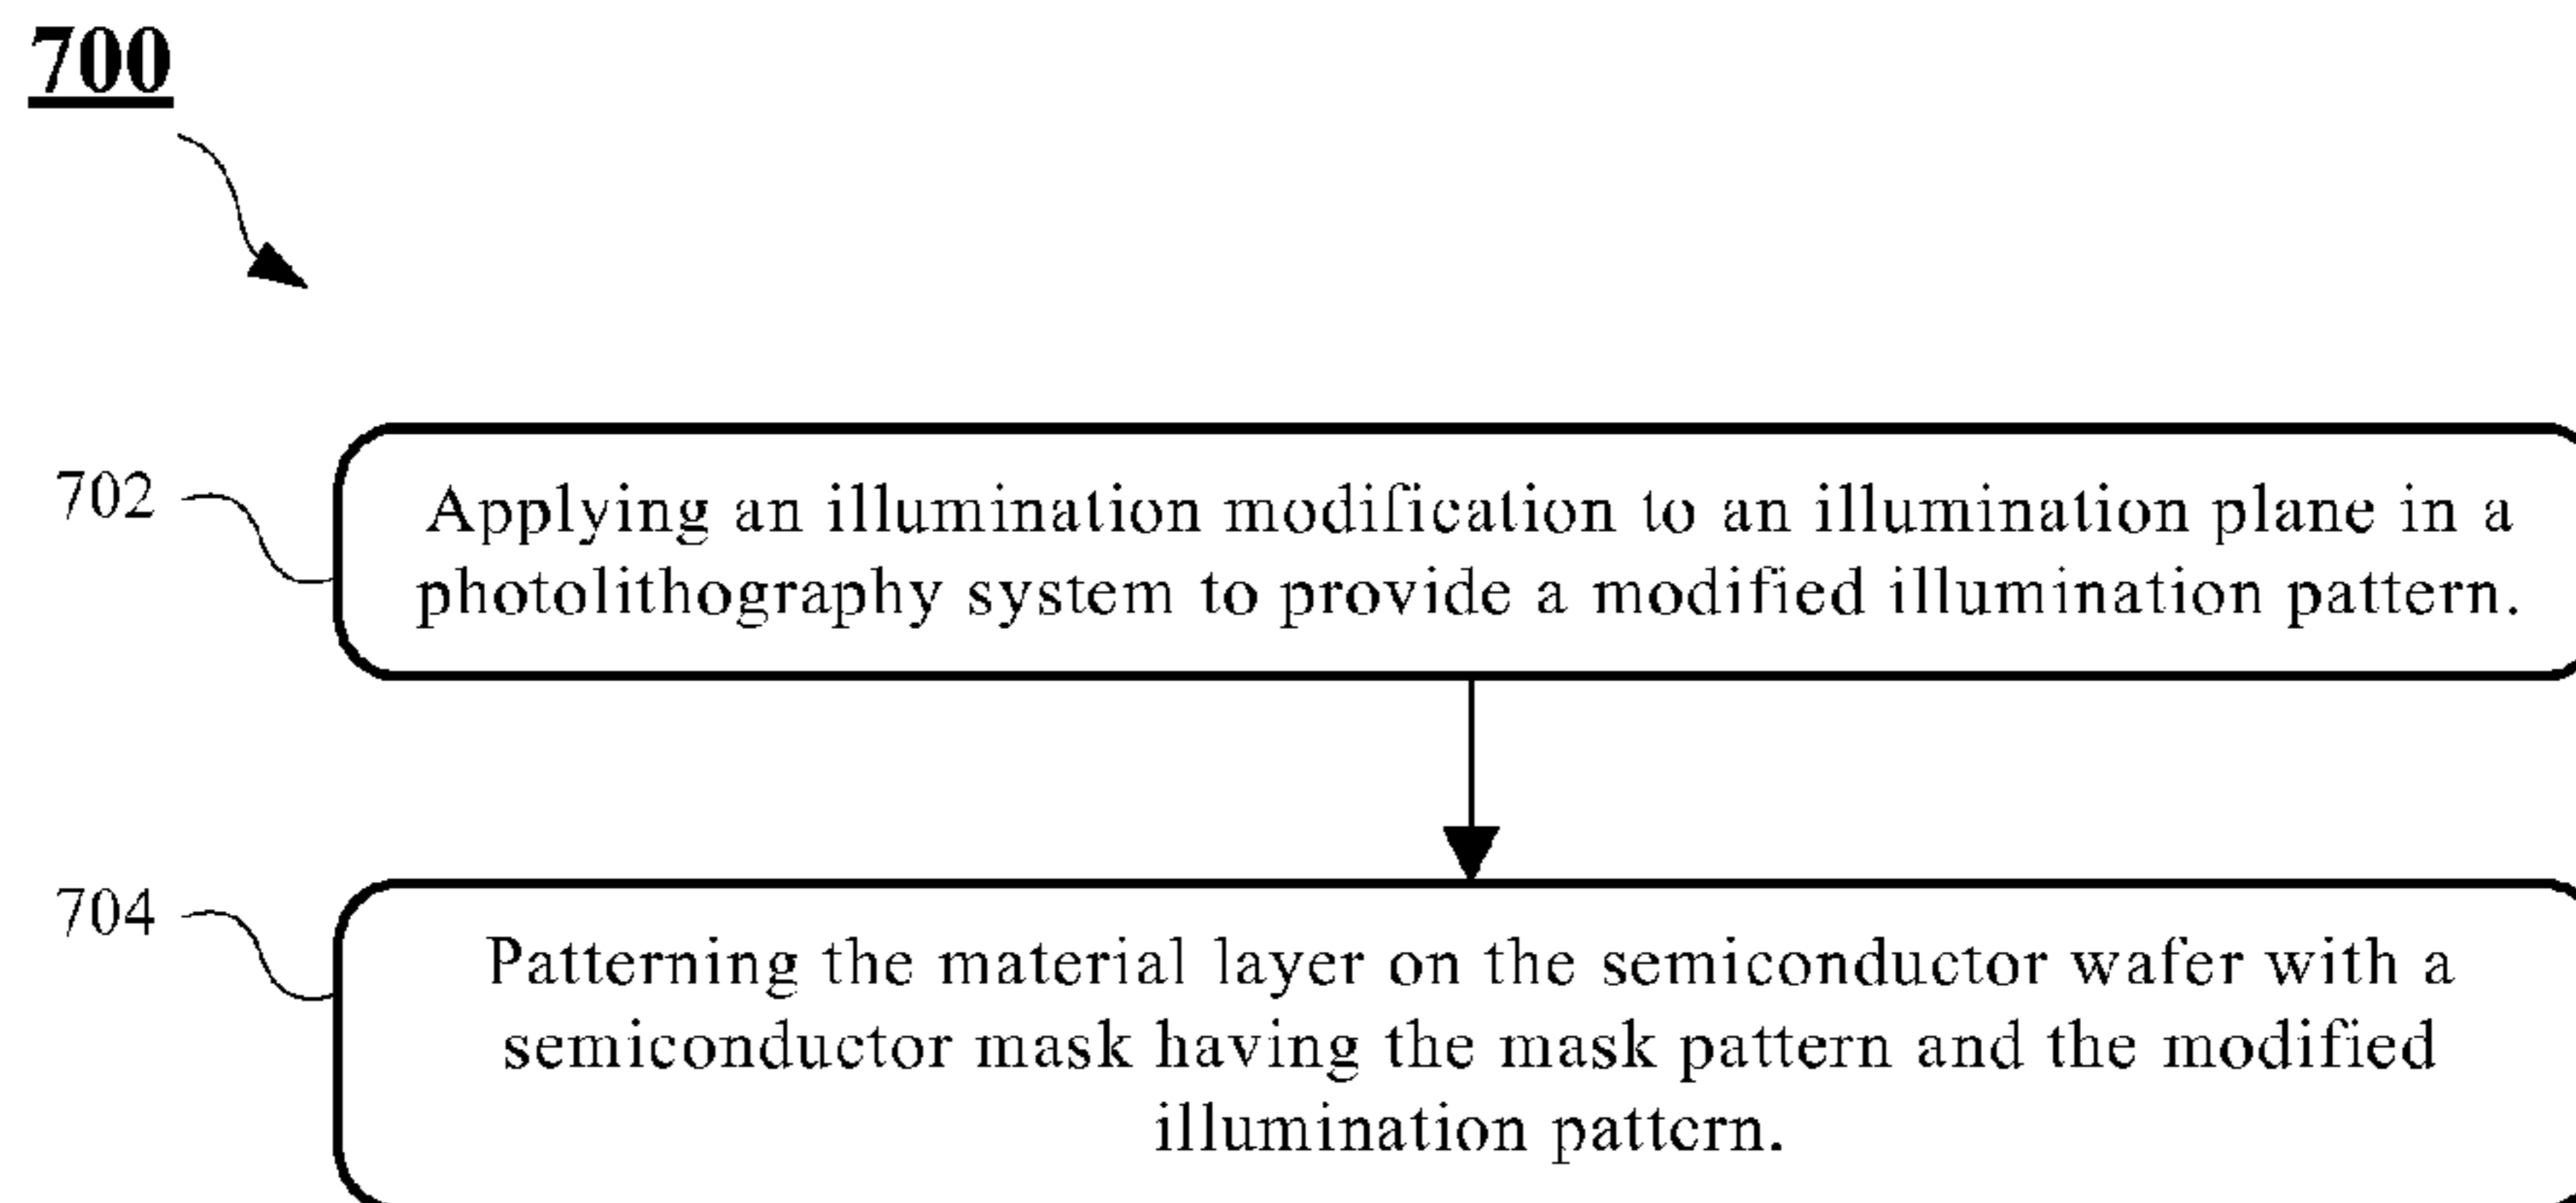 700
702
Applying an illumination modification to an illumination plane in a
photolithography system to provide a modified illumination pattern.
704
Patterning the material layer on the semiconductor wafer with a
semiconductor mask having the mask pattern and the modified
illumination pattern.